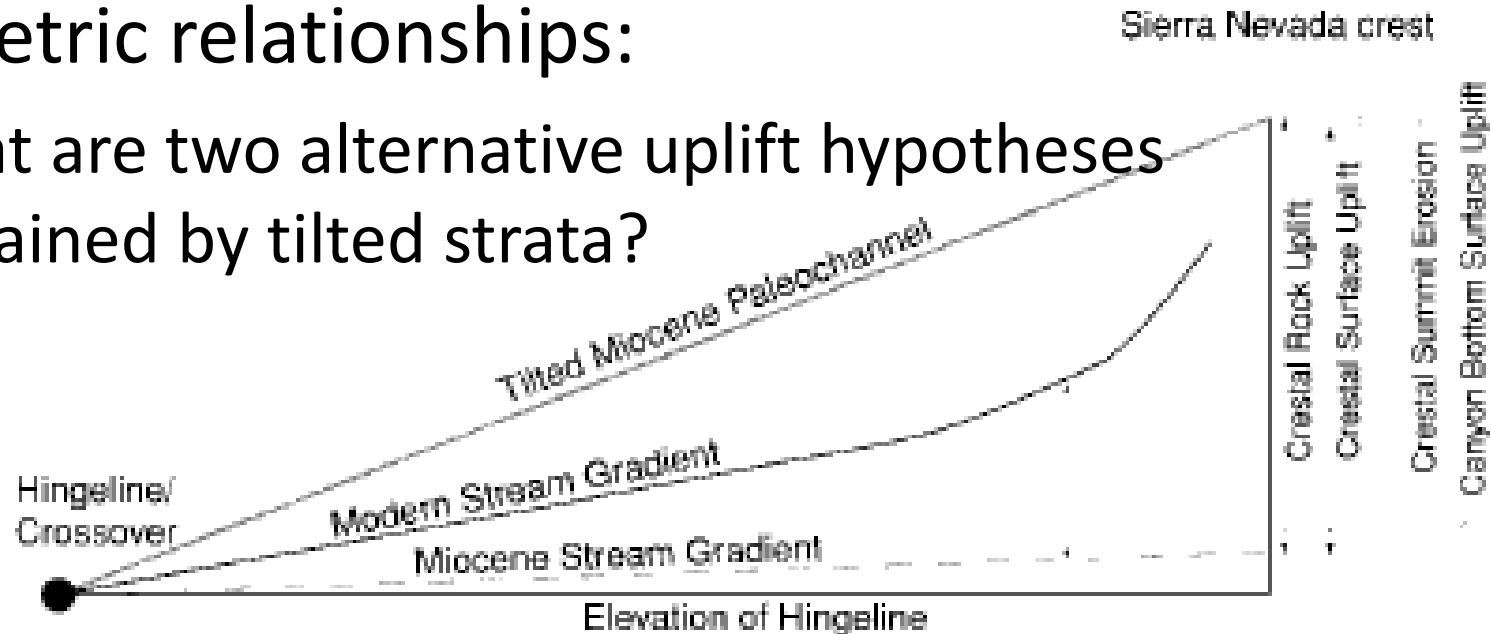 etric relationships:
Sierra Nevada crest
t are two alternative uplift hypotheses
ained by tilted strata?
Tilted Miocene Paleochannel
Modern Stream Gradient
Miocene Stream Gradient
Hingeline/
Crossover
Elevation of Hingeline
Crestal Rock Uplift
Crestal Surface Uplift
Crestal Summit Erosion
Canyon Bottom Surface Uplift